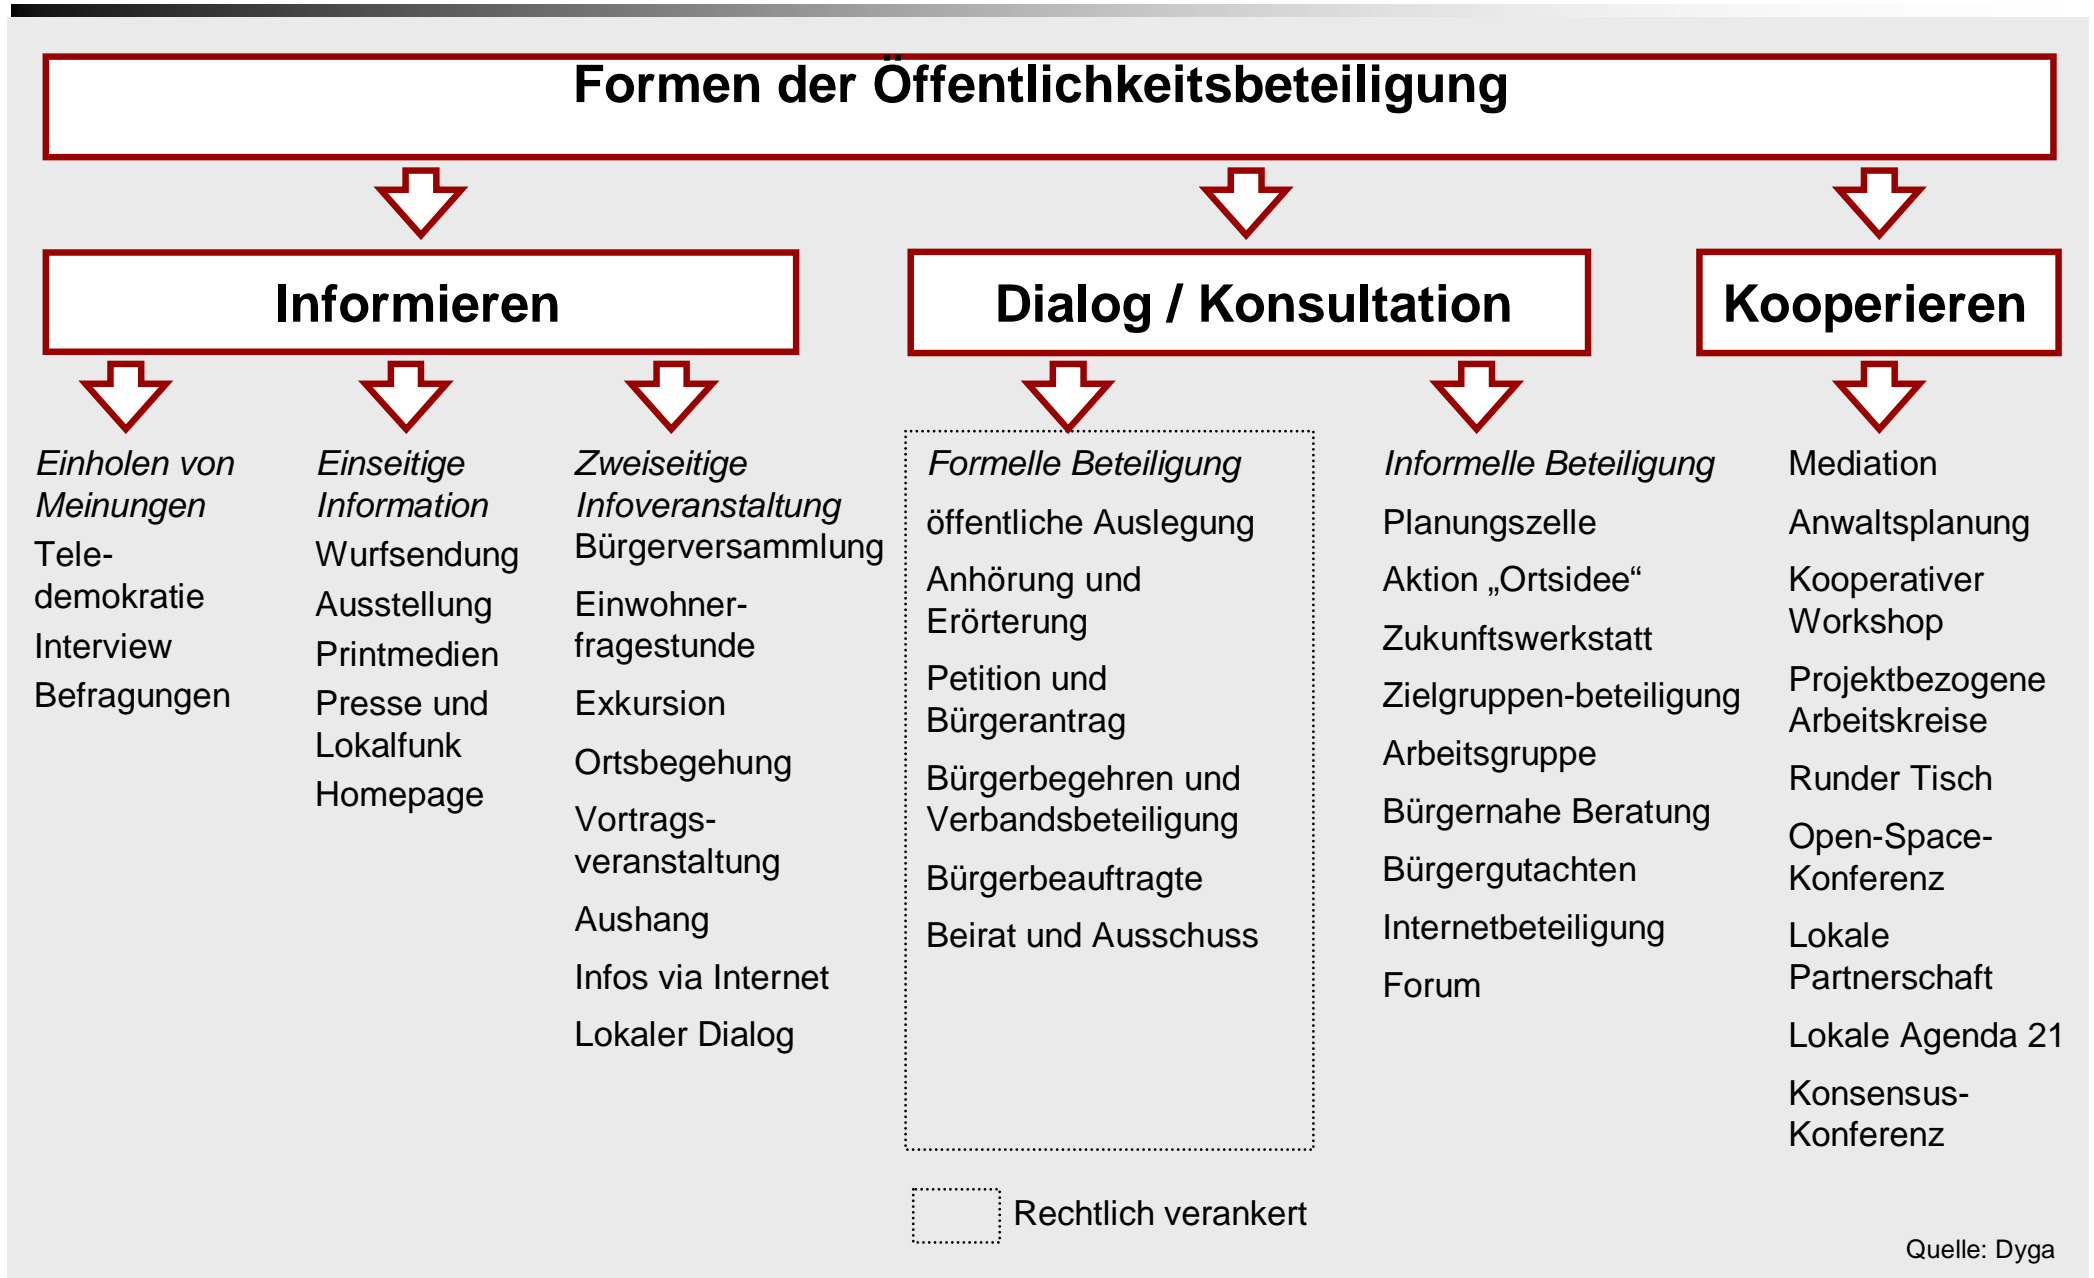 Formen der Öffentlichkeitsbeteiligung
Informieren
Einholen von
Meinungen
Tele-
demokratie
Interview
Befragungen
Einseitige
Information
Wurfsendung
Ausstellung
Printmedien
Presse und
Lokalfunk
Homepage
Zweiseitige
Infoveranstaltung
Bürgerversammlung
Einwohner-
fragestunde
Exkursion
Ortsbegehung
Vortrags-
veranstaltung
Aushang
Infos via Internet
Lokaler Dialog
Dialog / Konsultation
Formelle Beteiligung
öffentliche Auslegung
Anhörung und
Erörterung
Petition und
Bürgerantrag
Bürgerbegehren und
Verbandsbeteiligung
Bürgerbeauftragte
Beirat und Ausschuss
Informelle Beteiligung
Planungszelle
Aktion „Ortsidee“
Zukunftswerkstatt
Zielgruppen-beteiligung
Arbeitsgruppe
Bürgernahe Beratung
Bürgergutachten
Internetbeteiligung
Forum
Kooperieren
Mediation
Anwaltsplanung
Kooperativer
Workshop
Projektbezogene
Arbeitskreise
Runder Tisch
Open-Space-
Konferenz
Lokale
Partnerschaft
Lokale Agenda 21
Konsensus-
Konferenz
Rechtlich verankert
Quelle: Dyga